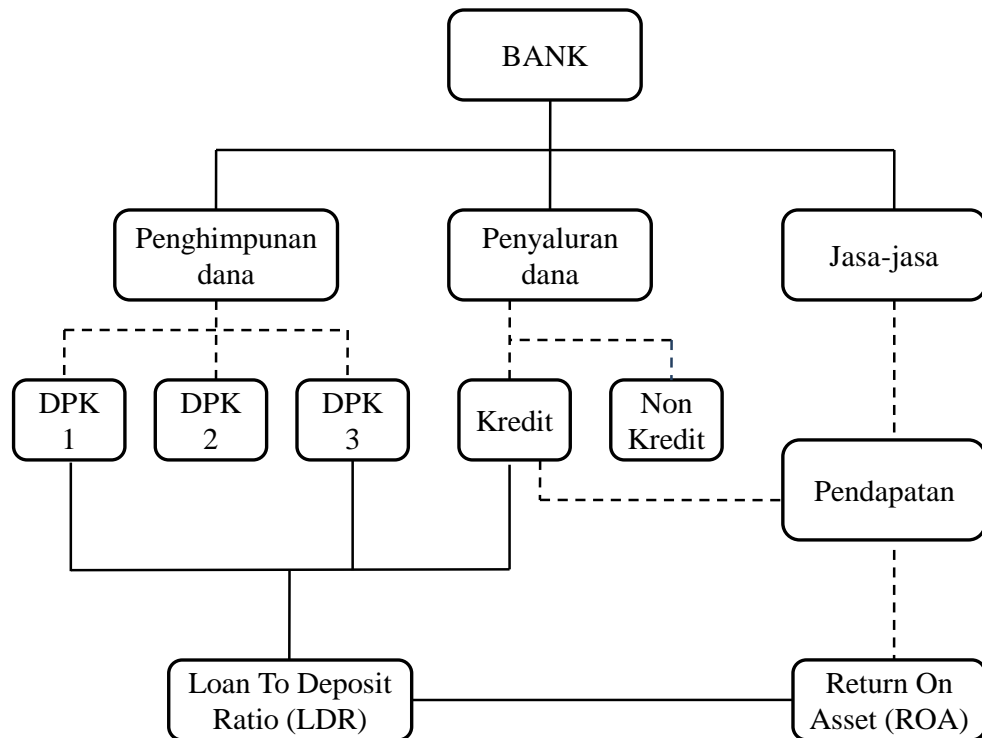 BANK
Penghimpunan
dana
Penyaluran
dana
Jasa-jasa
DPK
1
DPK
2
DPK
3
Kredit
Non
Kredit
Pendapatan
Loan To Deposit
Ratio (LDR)
Return On
Asset (ROA)